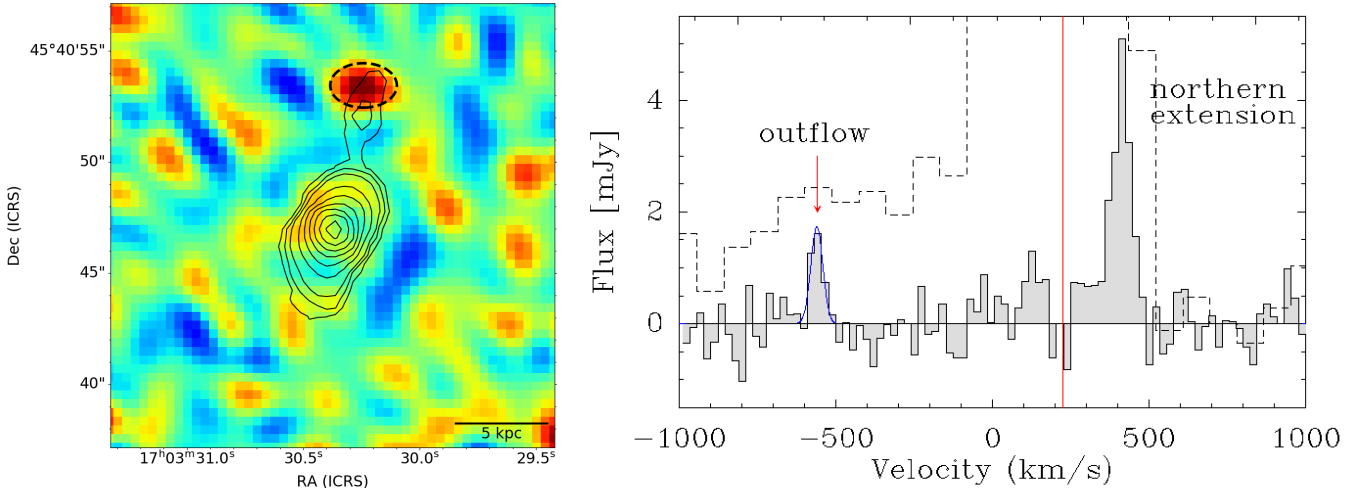 45°40'55"
50"
45"
40"
Dec (ICRS)
5 kpc
17ʰ03ᵐ31.0ˢ
30.5ˢ
30.0ˢ
29.5ˢ
RA (ICRS)
Flux [mJy]
4
2
0
outflow
northern
extension
−1000
−500
0
500
1000
Velocity (km/s)